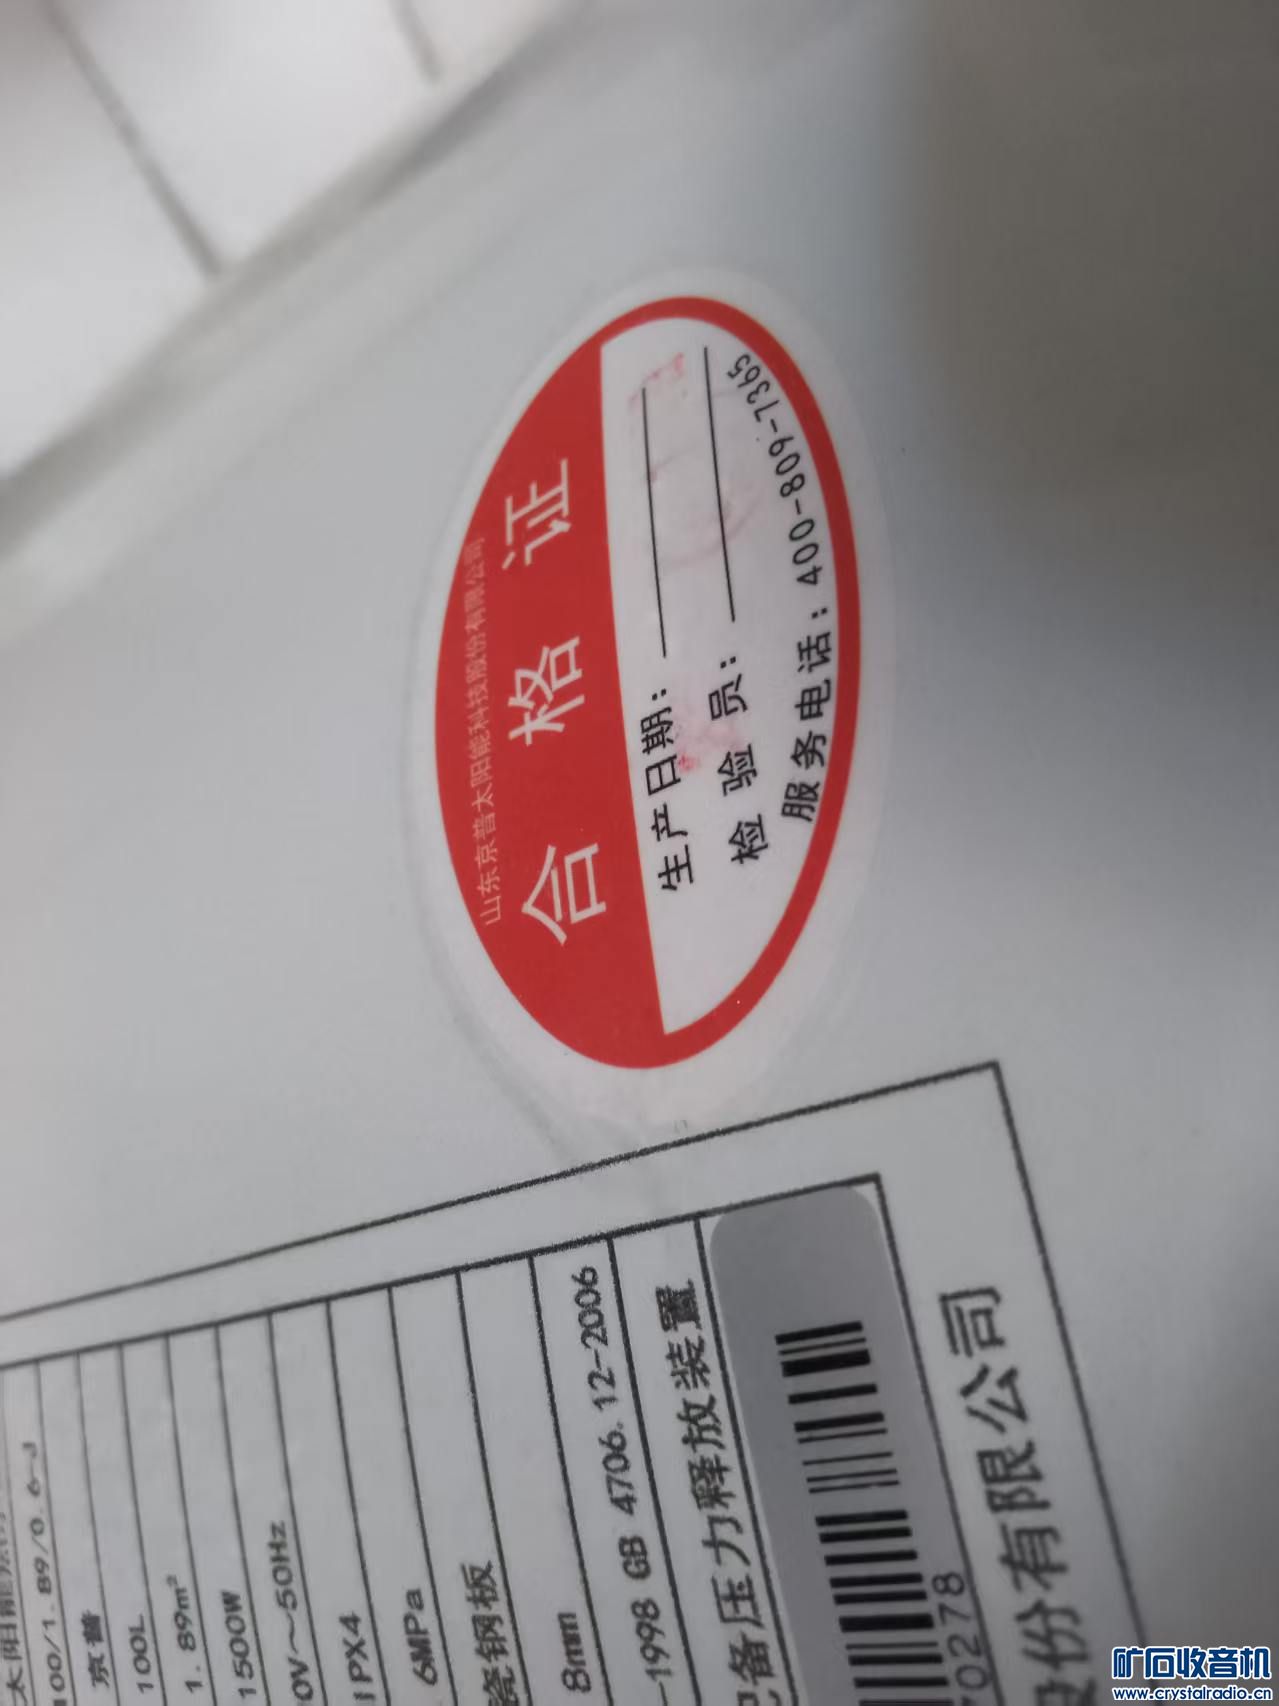 山东京普太阳能科技股份有限公司
合格证
生产日期:
检验员:
服务电话: 400-809-7365
太阳能
100/1.89/0.6-J
京普
100L
1.89m²
1500W
0V～50Hz
IPX4
6MPa
瓷钢板
8mm
-1998 GB 4706.12-2006
配备压力释放装置
70278
股份有限公司
矿石收音机
www.crystalradio.cn